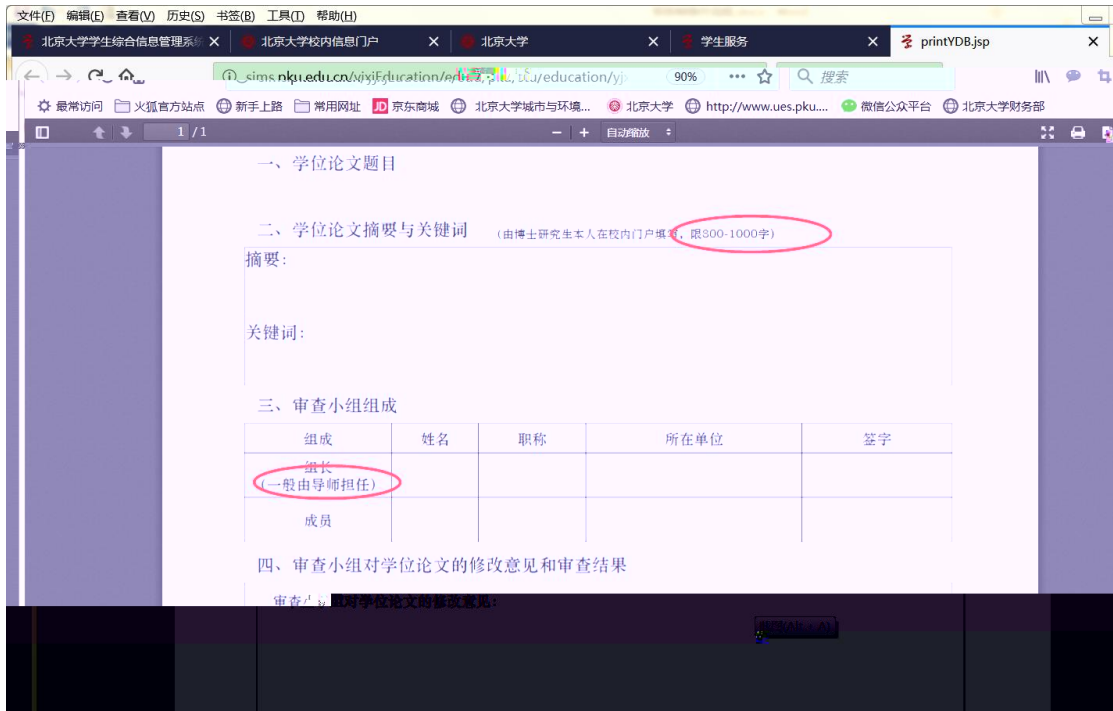 文件(F) 编辑(E) 查看(V) 历史(S) 书签(B) 工具(T) 帮助(H)
北京大学学生综合信息管理系统 北京大学校内信息门户 北京大学 学生服务 printYDB.jsp
90% 搜索
最常访问 火狐官方站点 新手上路 常用网址 JD 京东商城 北京大学城市与环境... 北京大学 http://www.ues.pku.... 微信公众平台 北京大学财务部
1 / 1 自动缩放
一、学位论文题目
二、学位论文摘要与关键词 (由博士研究生本人在校内门户填写，限800-1000字)
摘要:
关键词:
三、审查小组组成
组成 姓名 职称 所在单位 签字
组长
(一般由导师担任)
成员
四、审查小组对学位论文的修改意见和审查结果
审查小组对学位论文的修改意见: